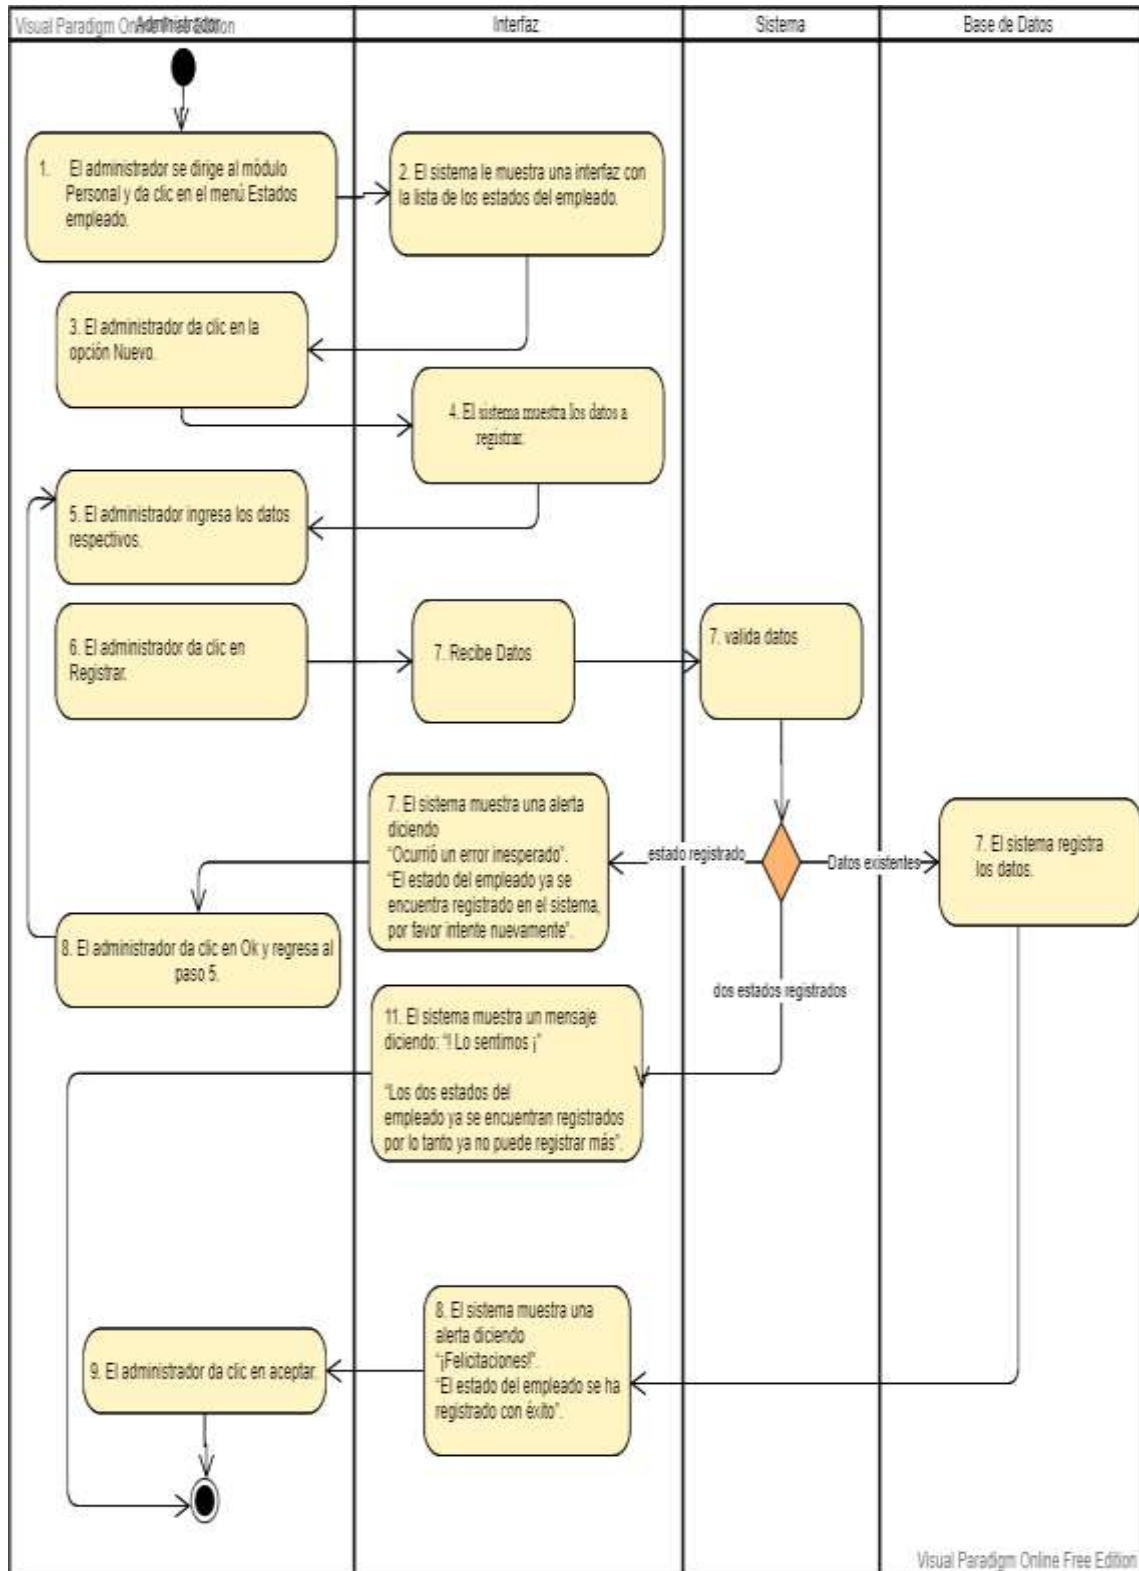 Visual Paradigm Online Free Edition
Administrador
Interfaz
Sistema
Base de Datos
1. El administrador se dirige al módulo
Personal y da clic en el menú Estados
empleado.
2. El sistema le muestra una interfaz con
la lista de los estados del empleado.
3. El administrador da clic en la
opción Nuevo.
4. El sistema muestra los datos a
registrar.
5. El administrador ingresa los datos
respectivos.
6. El administrador da clic en
Registrar.
7. Recibe Datos
7. valida datos
7. El sistema muestra una alerta
diciendo
“Ocurrió un error inesperado”.
“El estado del empleado ya se
encuentra registrado en el sistema,
por favor intente nuevamente”.
estado registrado
Datos existentes
7. El sistema registra
los datos.
8. El administrador da clic en Ok y regresa al
paso 5.
dos estados registrados
11. El sistema muestra un mensaje
diciendo: “! Lo sentimos ¡”
“Los dos estados del
empleado ya se encuentran registrados
por lo tanto ya no puede registrar más”.
8. El sistema muestra una
alerta diciendo
“¡Felicitaciones!”.
“El estado del empleado se ha
registrado con éxito”.
9. El administrador da clic en aceptar.
Visual Paradigm Online Free Edition